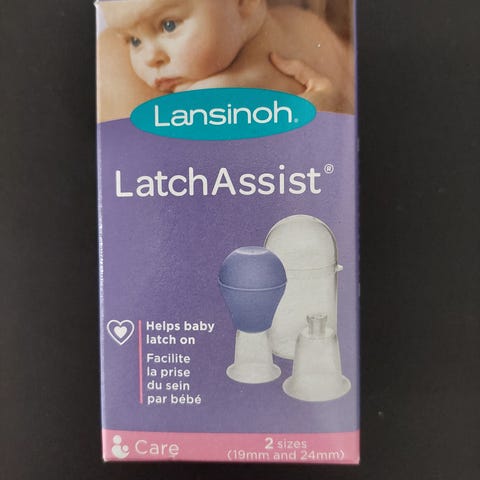 Lansinoh®
LatchAssist®
Helps baby
latch on
Facilite
la prise
du sein
par bébé
Care
2 sizes
(19mm and 24mm)